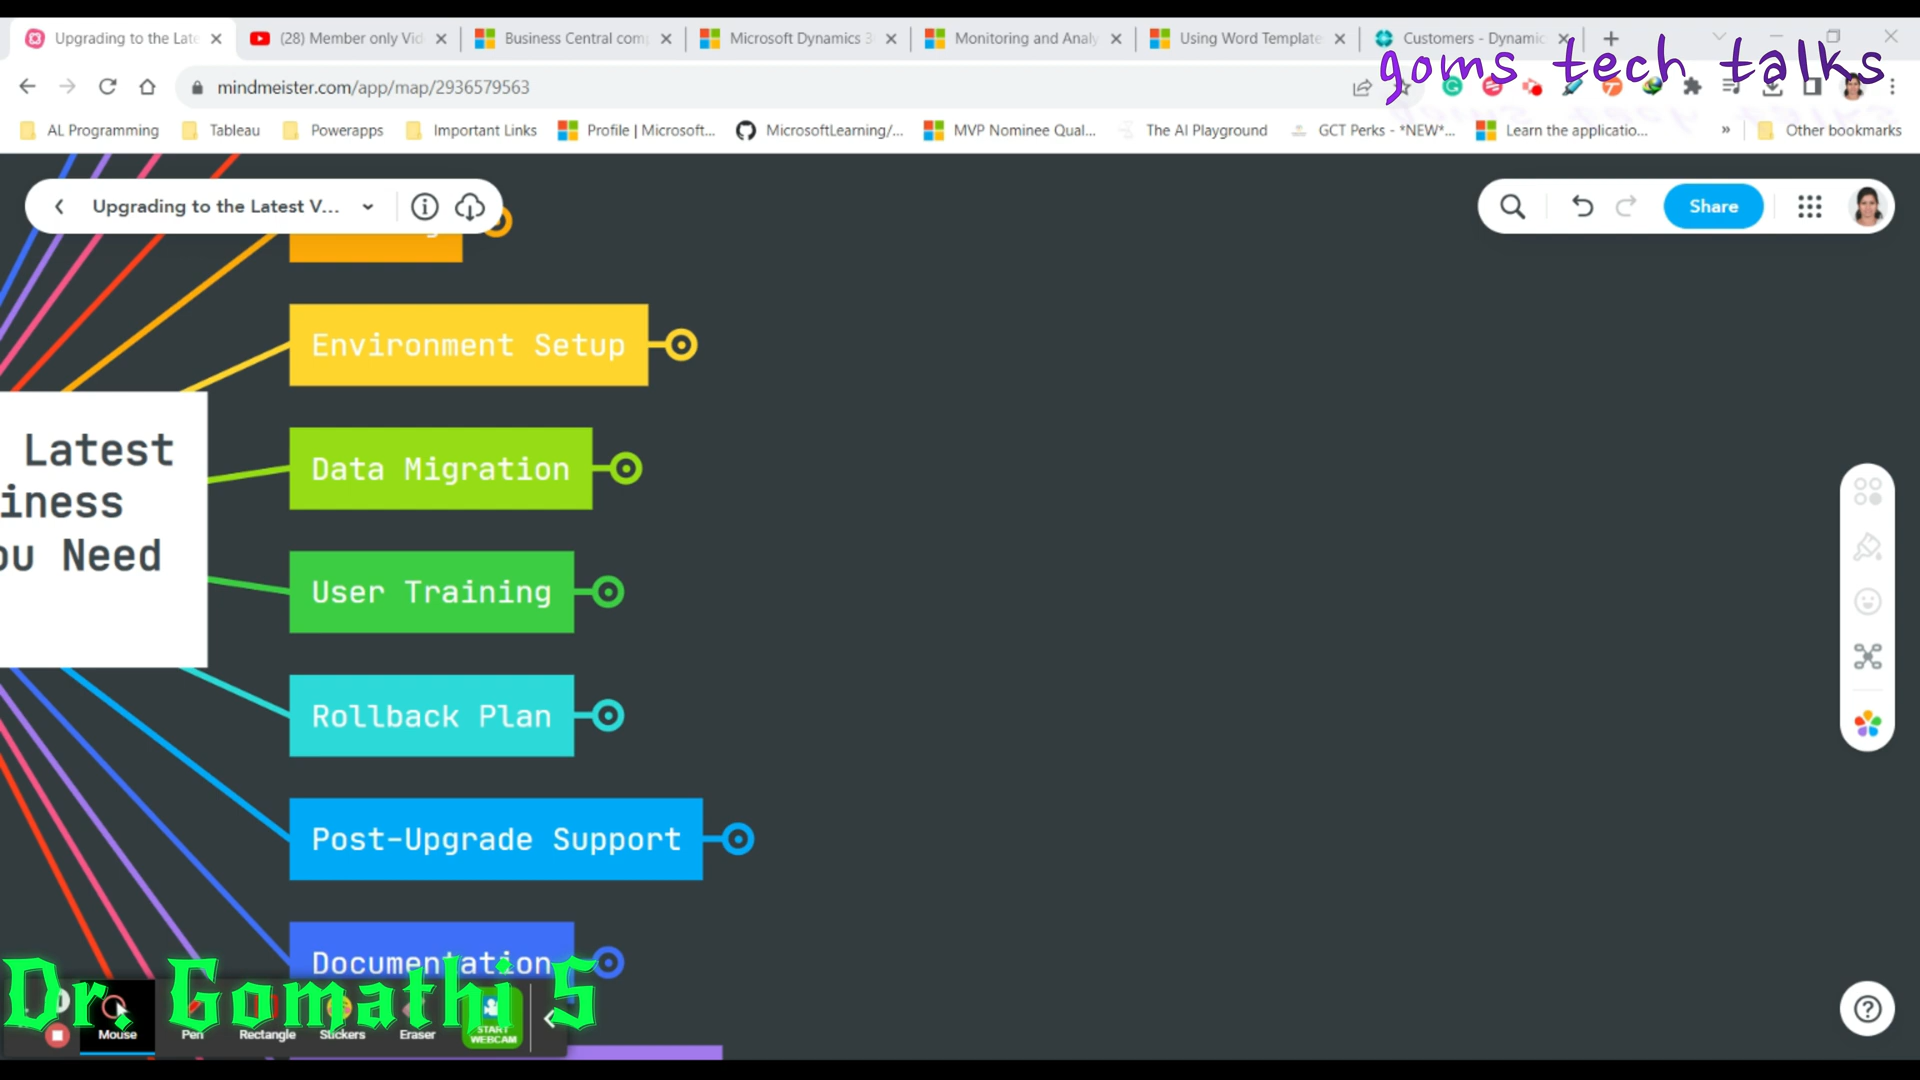 Upgrading to the Late
(28) Member only Vid
Business Central com
Microsoft Dynamics 3
Monitoring and Analy
Using Word Template
Customers - Dynamic
goms tech talks
mindmeister.com/app/map/2936579563
AL Programming
Tableau
Powerapps
Important Links
Profile | Microsoft...
MicrosoftLearning/...
MVP Nominee Qual...
The AI Playground
GCT Perks - *NEW*...
Learn the applicatio...
Other bookmarks
Upgrading to the Latest V...
Share
Environment Setup
Latest
iness
ou Need
Data Migration
User Training
Rollback Plan
Post-Upgrade Support
Documentation
Dr. Gomathi S
Mouse
Pen
Rectangle
Stickers
Eraser
START
WEBCAM